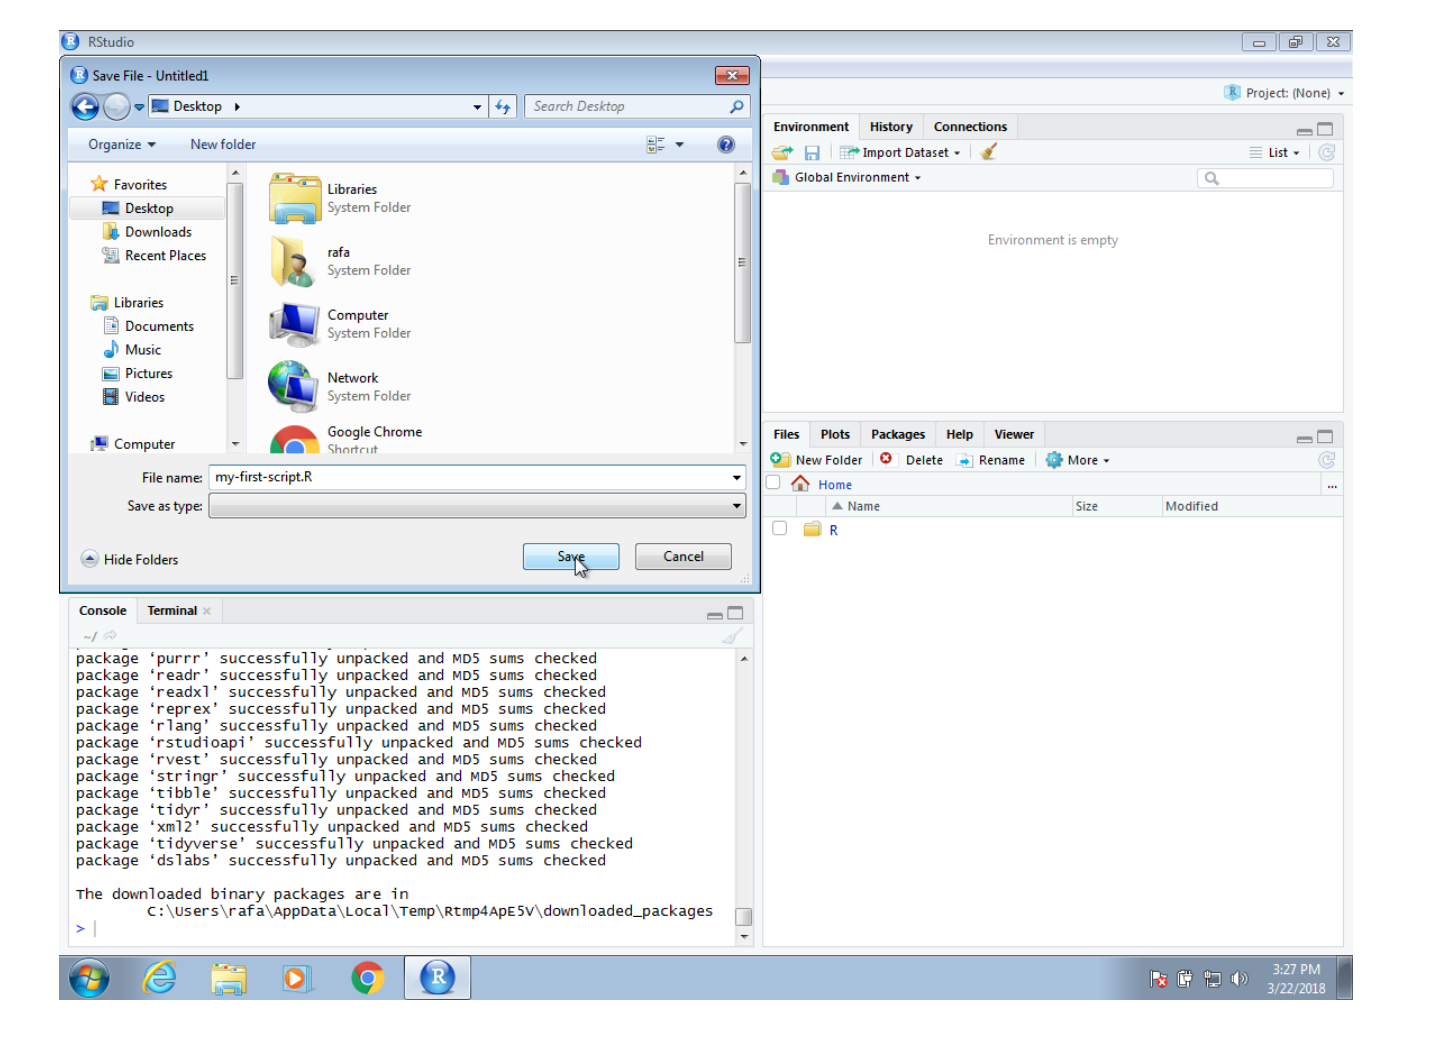 RStudio
Save File - Untitled1
Desktop
Search Desktop
Organize
New folder
Favorites
Desktop
Downloads
Recent Places
Libraries
Documents
Music
Pictures
Videos
Computer
Libraries
System Folder
rafa
System Folder
Computer
System Folder
Network
System Folder
Google Chrome
Shortcut
File name: my-first-script.R
Save as type:
Hide Folders
Save
Cancel
Project: (None)
Environment History Connections
Import Dataset
List
Global Environment
Environment is empty
Files Plots Packages Help Viewer
New Folder Delete Rename More
Home ...
Name Size Modified
R
Console Terminal
~/
package ‘purrr’ successfully unpacked and MD5 sums checked
package ‘readr’ successfully unpacked and MD5 sums checked
package ‘readxl’ successfully unpacked and MD5 sums checked
package ‘reprex’ successfully unpacked and MD5 sums checked
package ‘rlang’ successfully unpacked and MD5 sums checked
package ‘rstudioapi’ successfully unpacked and MD5 sums checked
package ‘rvest’ successfully unpacked and MD5 sums checked
package ‘stringr’ successfully unpacked and MD5 sums checked
package ‘tibble’ successfully unpacked and MD5 sums checked
package ‘tidyr’ successfully unpacked and MD5 sums checked
package ‘xml2’ successfully unpacked and MD5 sums checked
package ‘tidyverse’ successfully unpacked and MD5 sums checked
package ‘dslabs’ successfully unpacked and MD5 sums checked
The downloaded binary packages are in
C:\Users\rafa\AppData\Local\Temp\Rtmp4ApE5V\downloaded_packages
>
3:27 PM
3/22/2018